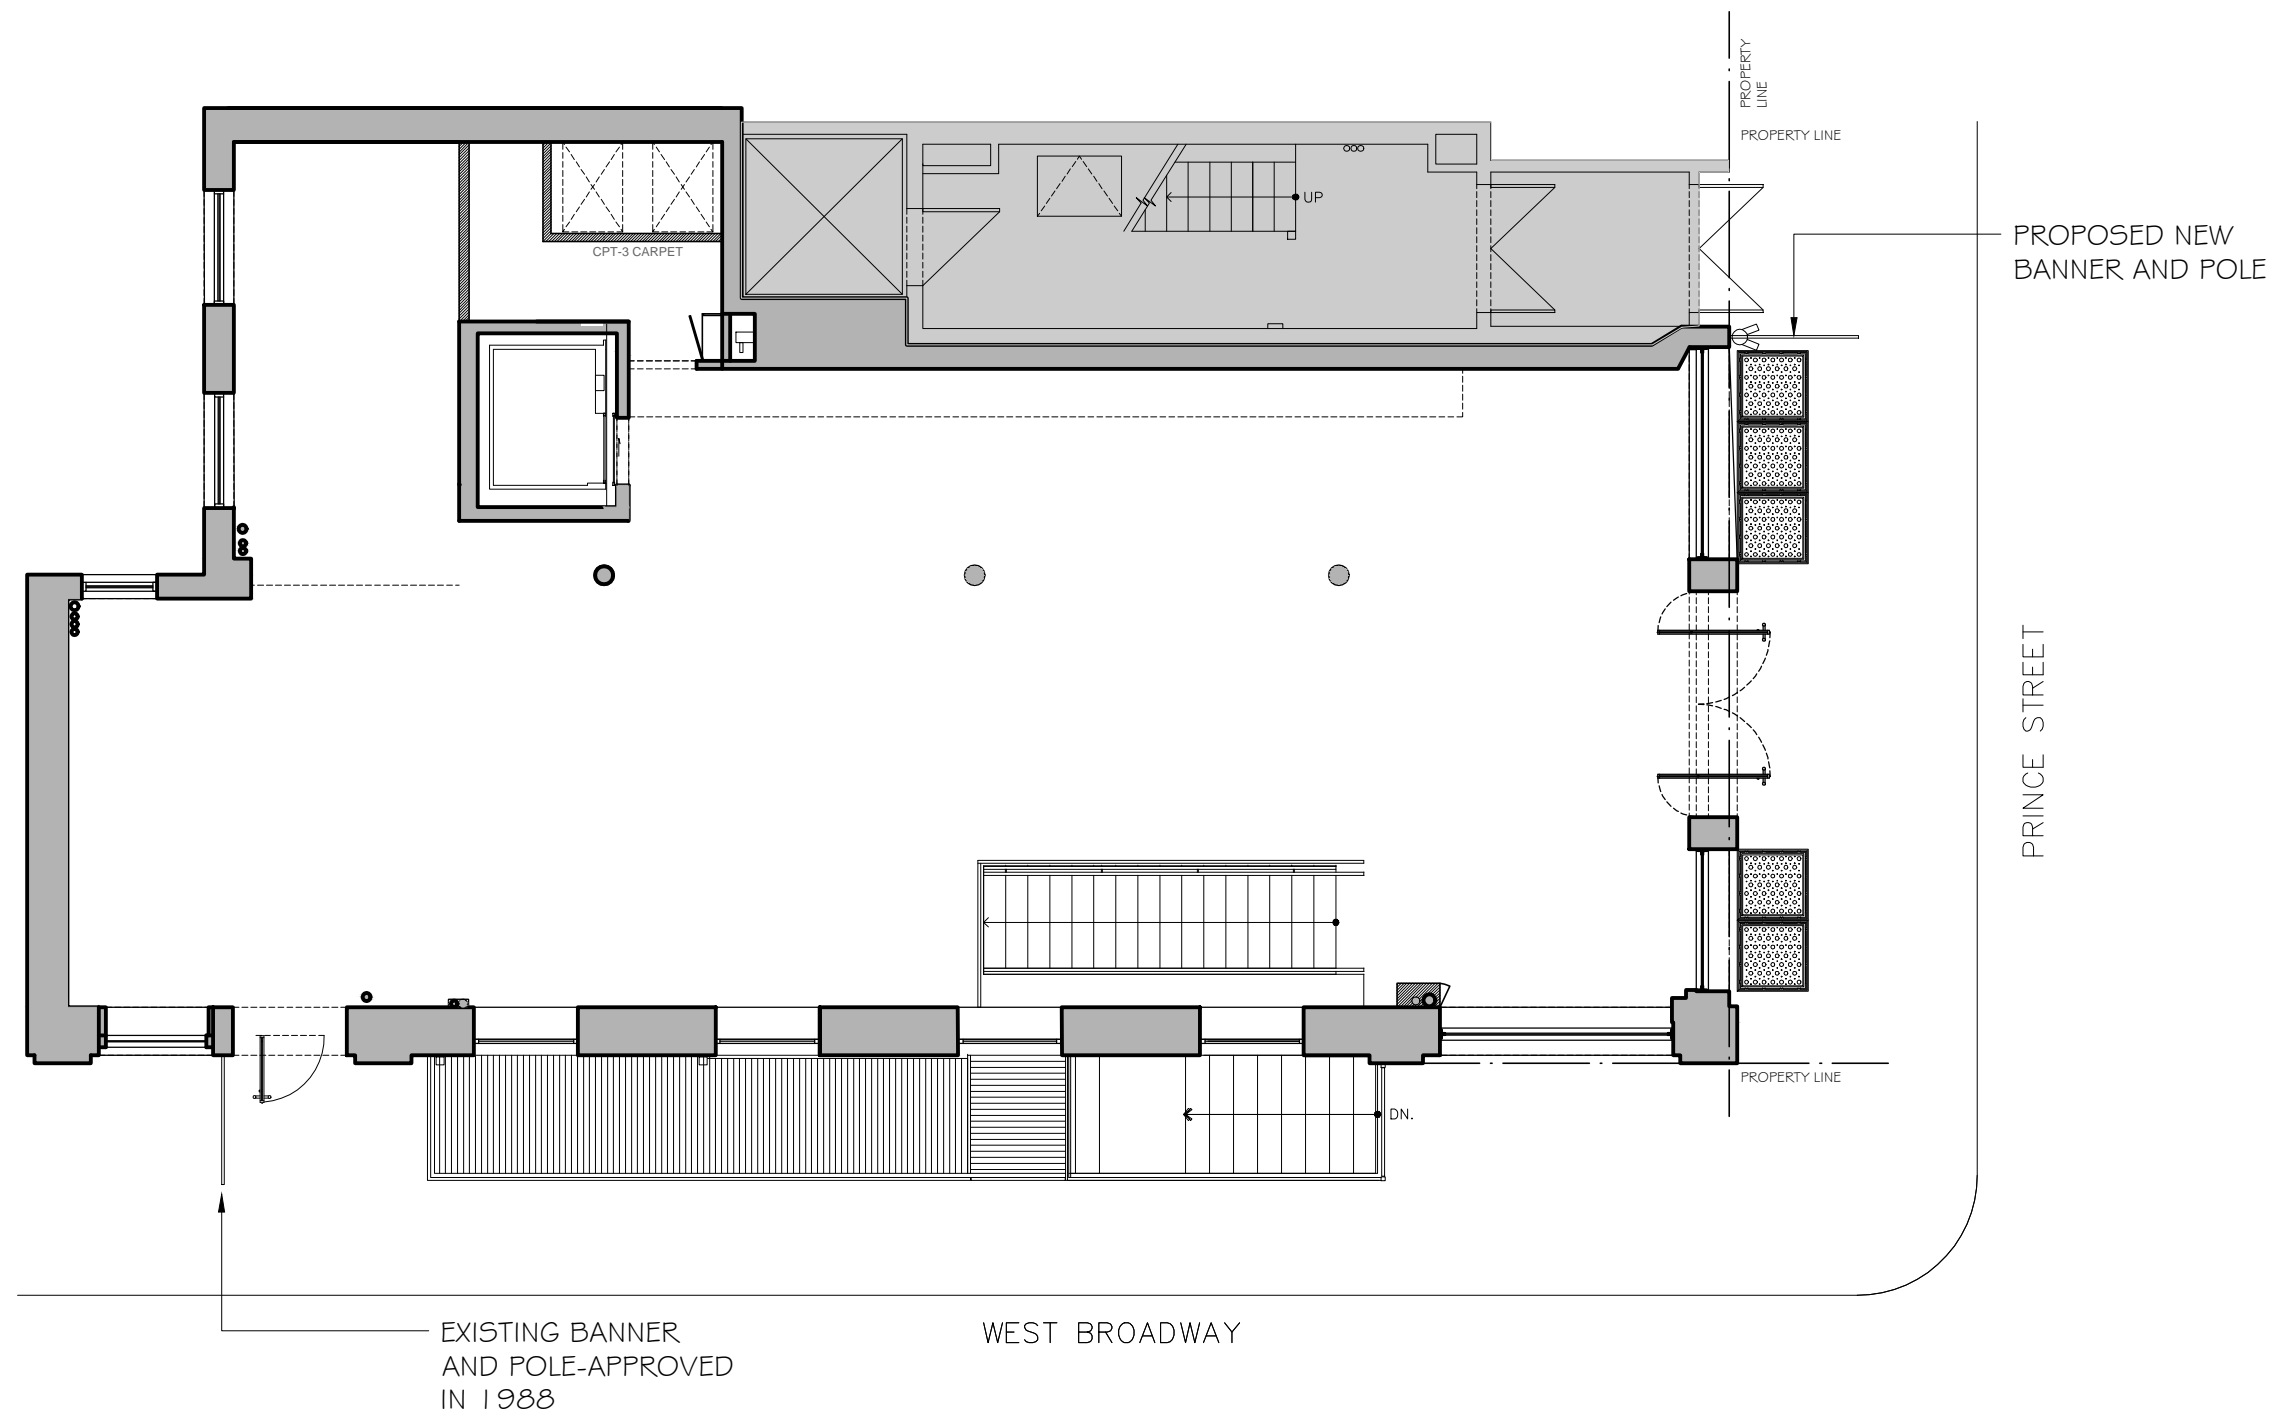 PROPERTY
LINE
PROPERTY LINE
UP
PROPOSED NEW
BANNER AND POLE
CPT-3 CARPET
PRINCE STREET
PROPERTY LINE
DN.
EXISTING BANNER
AND POLE-APPROVED
IN 1988
WEST BROADWAY